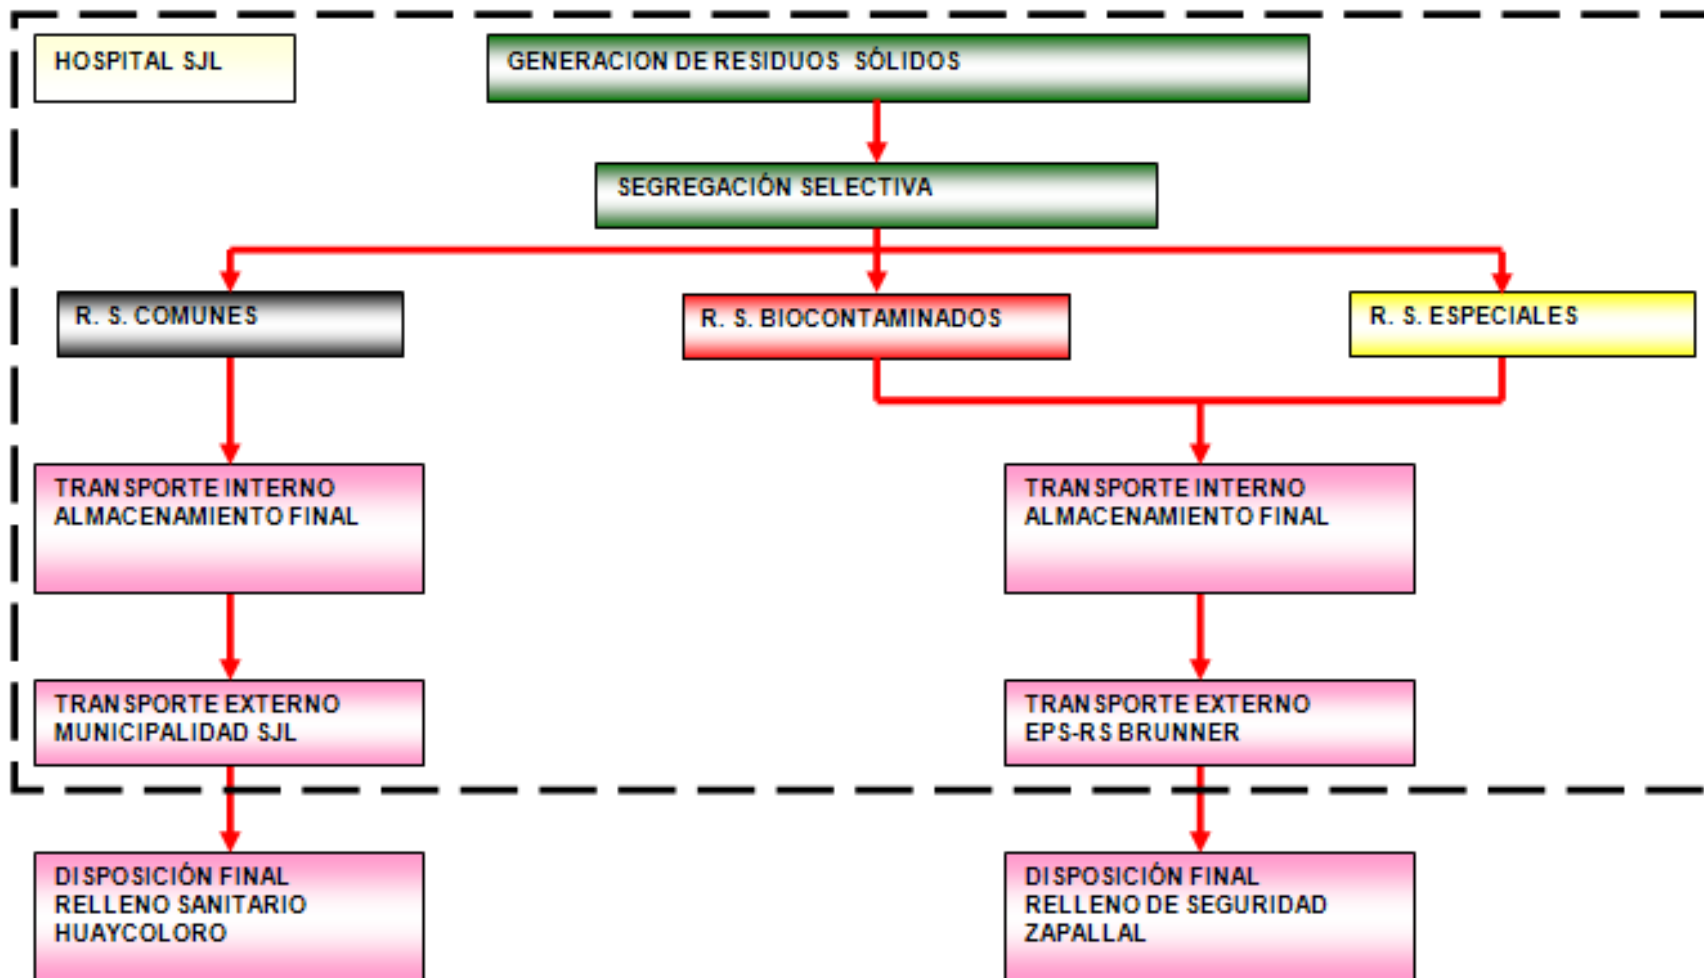 HOSPITAL SJL
GENERACION DE RESIDUOS SÓLIDOS
SEGREGACIÓN SELECTIVA
R. S. COMUNES
R. S. BIOCONTAMINADOS
R. S. ESPECIALES
TRANSPORTE INTERNO
ALMACENAMIENTO FINAL
TRANSPORTE INTERNO
ALMACENAMIENTO FINAL
TRANSPORTE EXTERNO
MUNICIPALIDAD SJL
TRANSPORTE EXTERNO
EPS-RS BRUNNER
DISPOSICIÓN FINAL
RELLENO SANITARIO
HUAYCOLORO
DISPOSICIÓN FINAL
RELLENO DE SEGURIDAD
ZAPALLAL